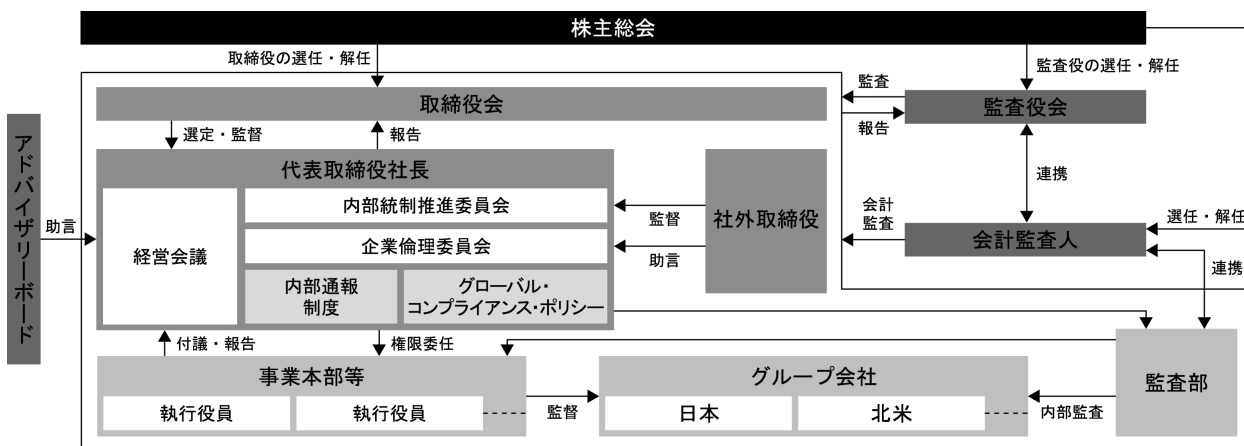 株主総会
取締役の選任・解任
監査役の選任・解任
監査
取締役会
監査役会
選定・監督
報告
報告
アドバイザリーボード
代表取締役社長
連携
内部統制推進委員会
社外取締役
監督
会計
監査
選任・解任
助言
経営会議
企業倫理委員会
助言
会計監査人
連携
内部通報
制度
グローバル・
コンプライアンス・ポリシー
付議・報告
権限委任
事業本部等
グループ会社
監査部
執行役員
執行役員
監督
日本
北米
内部監査